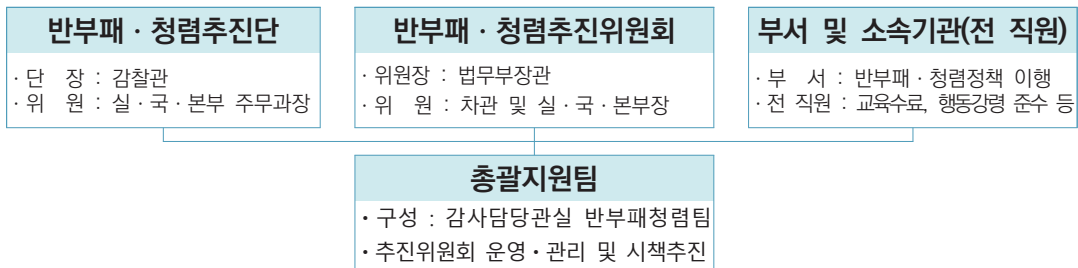 반부패 · 청렴추진단
· 단 장 : 감찰관
· 위 원 : 실 · 국 · 본부 주무과장
반부패 · 청렴추진위원회
· 위원장 : 법무부장관
· 위 원 : 차관 및 실 · 국 · 본부장
부서 및 소속기관(전 직원)
· 부 서 : 반부패 · 청렴정책 이행
· 전 직원 : 교육수료, 행동강령 준수 등
총괄지원팀
· 구성 : 감사담당관실 반부패청렴팀
· 추진위원회 운영 · 관리 및 시책추진